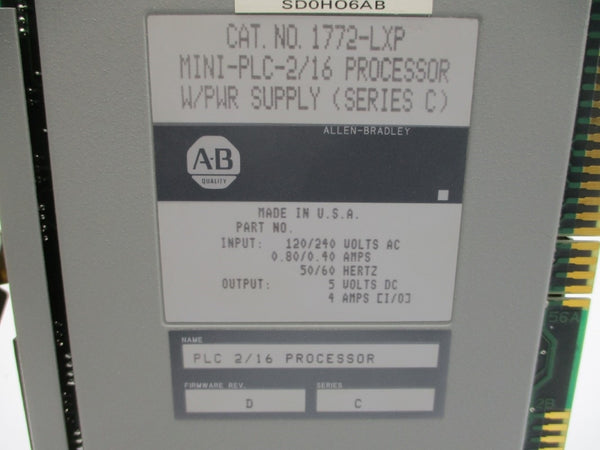 SD0HO6AB
CAT. NO. 1772-LXP
MINI-PLC-2/16 PROCESSOR
W/PWR SUPPLY (SERIES C)
ALLEN-BRADLEY
A-B
QUALITY
MADE IN U.S.A.
PART NO.
INPUT: 120/240 VOLTS AC
0.80/0.40 AMPS
50/60 HERTZ
OUTPUT: 5 VOLTS DC
4 AMPS [I/O]
NAME
PLC 2/16 PROCESSOR
FIRMWARE REV. SERIES
D C
56A
2B